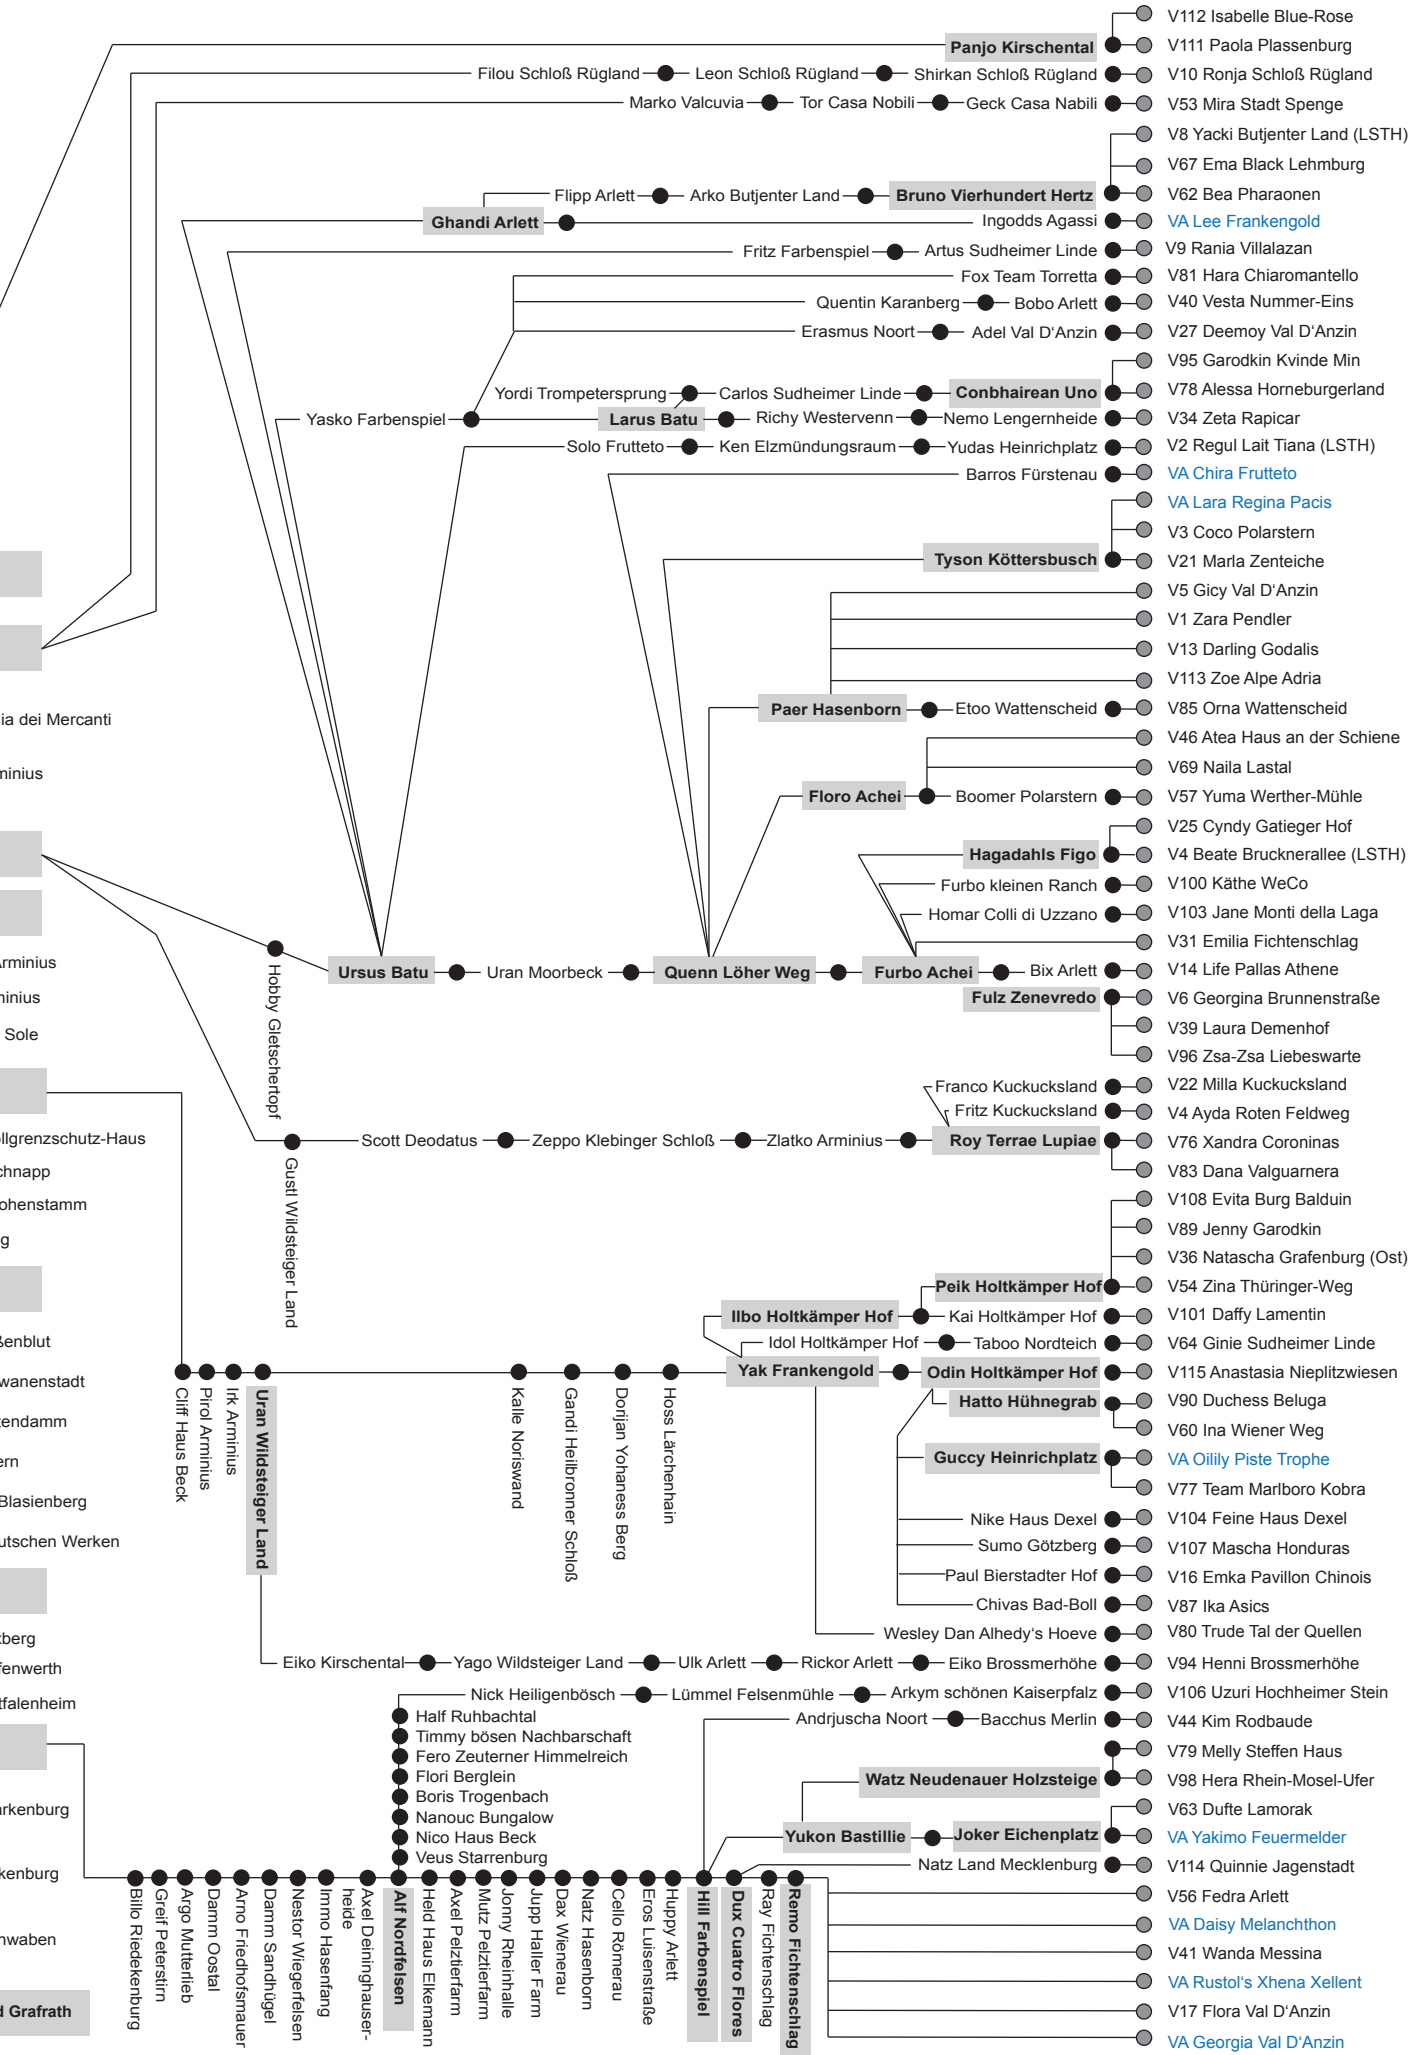 V112 Isabelle Blue-Rose
Panjo Kirschental V111 Paola Plassenburg
Filou Schloß Rügland Leon Schloß Rügland Shirkan Schloß Rügland V10 Ronja Schloß Rügland
Marko Valcuvia Tor Casa Nobili Geck Casa Nabili V53 Mira Stadt Spenge
V8 Yacki Butjenter Land (LSTH)
V67 Ema Black Lehmburg
Flipp Arlett Arko Butjenter Land Bruno Vierhundert Hertz V62 Bea Pharaonen
Ghandi Arlett Ingodds Agassi VA Lee Frankengold
Fritz Farbenspiel Artus Sudheimer Linde V9 Rania Villalazan
Fox Team Torretta V81 Hara Chiaromantello
Quentin Karanberg Bobo Arlett V40 Vesta Nummer-Eins
Erasmus Noort Adel Val D‘Anzin V27 Deemoy Val D‘Anzin
V95 Garodkin Kvinde Min
Yordi Trompetersprung Carlos Sudheimer Linde Conbhairean Uno V78 Alessa Horneburgerland
Yasko Farbenspiel Larus Batu Richy Westervenn Nemo Lengernheide V34 Zeta Rapicar
Solo Frutteto Ken Elzmündungsraum Yudas Heinrichplatz V2 Regul Lait Tiana (LSTH)
Barros Fürstenau VA Chira Frutteto
VA Lara Regina Pacis
V3 Coco Polarstern
Tyson Köttersbusch V21 Marla Zenteiche
V5 Gicy Val D‘Anzin
V1 Zara Pendler
V13 Darling Godalis
V113 Zoe Alpe Adria
Paer Hasenborn Etoo Wattenscheid V85 Orna Wattenscheid
ia dei Mercanti
V46 Atea Haus an der Schiene
V69 Naila Lastal
minius
Floro Achei Boomer Polarstern V57 Yuma Werther-Mühle
V25 Cyndy Gatieger Hof
Hagadahls Figo V4 Beate Brucknerallee (LSTH)
Furbo kleinen Ranch V100 Käthe WeCo
Homar Colli di Uzzano V103 Jane Monti della Laga
V31 Emilia Fichtenschlag
Arminius
Ursus Batu Uran Moorbeck Quenn Löher Weg Furbo Achei Bix Arlett V14 Life Pallas Athene
minius
Fulz Zenevredo V6 Georgina Brunnenstraße
V39 Laura Demenhof
Sole
V96 Zsa-Zsa Liebeswarte
Hobby Gletschertopf
Franco Kuckucksland V22 Milla Kuckucksland
Fritz Kuckucksland V4 Ayda Roten Feldweg
ollgrenzschutz-Haus
Scott Deodatus Zeppo Klebinger Schloß Zlatko Arminius Roy Terrae Lupiae V76 Xandra Coroninas
chnapp
V83 Dana Valguarnera
Gustl Wildsteiger Land
ohenstamm
V108 Evita Burg Balduin
g
V89 Jenny Garodkin
V36 Natascha Grafenburg (Ost)
Peik Holtkämper Hof V54 Zina Thüringer-Weg
Ilbo Holtkämper Hof Kai Holtkämper Hof V101 Daffy Lamentin
ßenblut
Idol Holtkämper Hof Taboo Nordteich V64 Ginie Sudheimer Linde
Yak Frankengold Odin Holtkämper Hof V115 Anastasia Nieplitzwiesen
wanenstadt
Hatto Hühnegrab V90 Duchess Beluga
tendamm
V60 Ina Wiener Weg
Cliff Haus Beck
Pirol Arminius
Irk Arminius
Uran Wildsteiger Land
Kalle Noriswand
Gandi Heilbronner Schloß
Dorijan Yohaness Berg
Hoss Lärchenhain
ern
Guccy Heinrichplatz VA Oilily Piste Trophe
V77 Team Marlboro Kobra
Blasienberg
Nike Haus Dexel V104 Feine Haus Dexel
utschen Werken
Sumo Götzberg V107 Mascha Honduras
Paul Bierstadter Hof V16 Emka Pavillon Chinois
Chivas Bad-Boll V87 Ika Asics
Wesley Dan Alhedy‘s Hoeve V80 Trude Tal der Quellen
berg
Eiko Kirschental Yago Wildsteiger Land Ulk Arlett Rickor Arlett Eiko Brossmerhöhe V94 Henni Brossmerhöhe
fenwerth
Nick Heiligenbösch Lümmel Felsenmühle Arkym schönen Kaiserpfalz V106 Uzuri Hochheimer Stein
tfalenheim
Half Ruhbachtal
Andrjuscha Noort Bacchus Merlin V44 Kim Rodbaude
Timmy bösen Nachbarschaft
Fero Zeuterner Himmelreich
V79 Melly Steffen Haus
Flori Berglein
Watz Neudenauer Holzsteige V98 Hera Rhein-Mosel-Ufer
Boris Trogenbach
arkenburg
V63 Dufte Lamorak
Nanouc Bungalow
Nico Haus Beck
Yukon Bastillie Joker Eichenplatz VA Yakimo Feuermelder
Veus Starrenburg
Natz Land Mecklenburg V114 Quinnie Jagenstadt
kenburg
V56 Fedra Arlett
VA Daisy Melanchthon
hwaben
V41 Wanda Messina
VA Rustol‘s Xhena Xellent
V17 Flora Val D‘Anzin
d Grafrath
VA Georgia Val D‘Anzin
Billo Riedekenburg
Greif Peterstirn
Argo Mutterlieb
Damm Oostal
Arno Friedhofsmauer
Damm Sandhügel
Nestor Wiegerfelsen
Immo Hasenfang
Axel Deininghauser-
heide
Alf Nordfelsen
Held Haus Elkemann
Axel Pelztierfarm
Mutz Pelztierfarm
Jonny Rheinhalle
Jupp Haller Farm
Dax Wienerau
Natz Hasenborn
Cello Römerau
Eros Luisenstraße
Huppy Arlett
Hill Farbenspiel
Dux Cuatro Flores
Ray Fichtenschlag
Remo Fichtenschlag